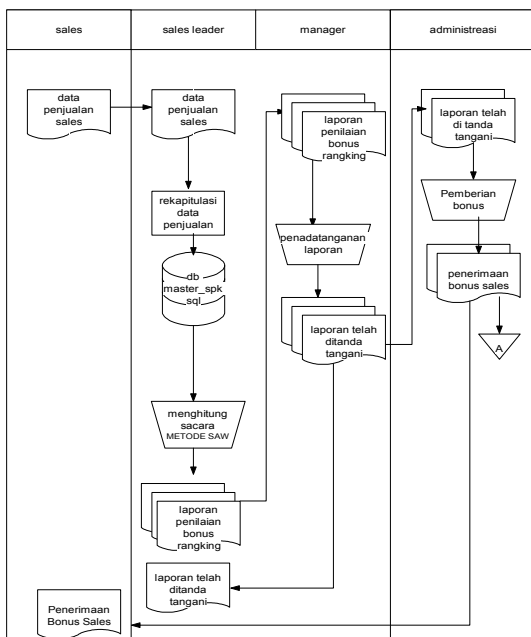 sales
sales leader
manager
administreasi
data
penjualan
sales
data
penjualan
sales
rekapitulasi
data
penjualan
db
master_spk
sql
menghitung
sacara
METODE SAW
laporan
penilaian
bonus
rangking
laporan telah
ditanda
tangani
laporan
penilaian
bonus
rangking
penadatanganan
laporan
laporan telah
ditanda
tangani
laporan telah
di tanda
tangani
Pemberian
bonus
penerimaan
bonus sales
A
Penerimaan
Bonus Sales